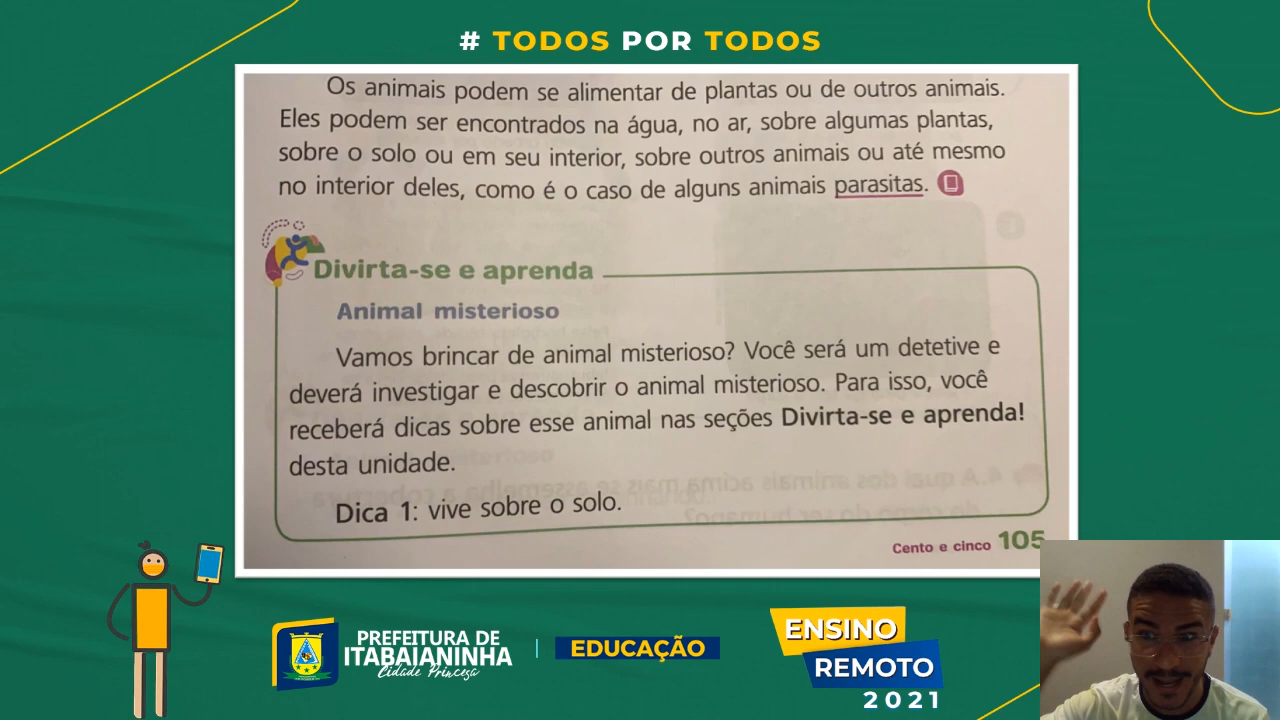 # TODOS POR TODOS
Os animais podem se alimentar de plantas ou de outros animais.
Eles podem ser encontrados na água, no ar, sobre algumas plantas,
sobre o solo ou em seu interior, sobre outros animais ou até mesmo
no interior deles, como é o caso de alguns animais parasitas.
Divirta-se e aprenda
Animal misterioso
Vamos brincar de animal misterioso? Você será um detetive e
deverá investigar e descobrir o animal misterioso. Para isso, você
receberá dicas sobre esse animal nas seções Divirta-se e aprenda!
desta unidade.
Dica 1: vive sobre o solo.
Cento e cinco 105
PREFEITURA DE
ITABAIANINHA
Cidade Princesa
EDUCAÇÃO
ENSINO
REMOTO
2021